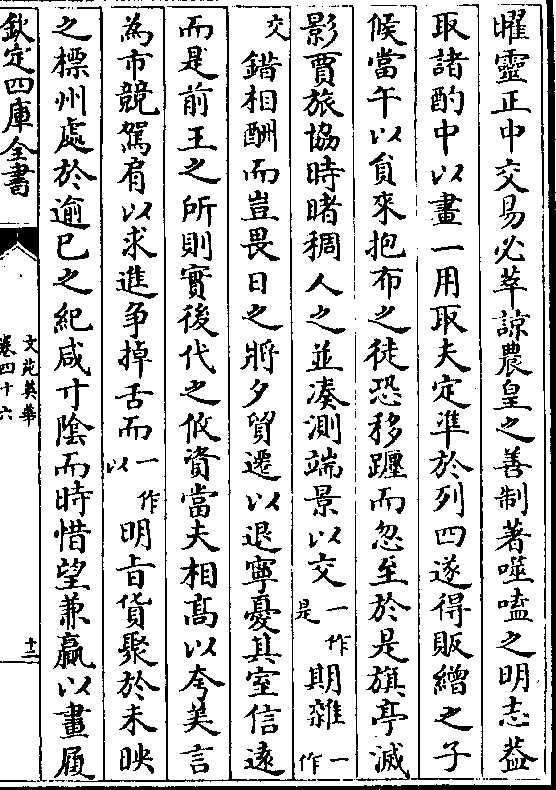 曜靈正中交易必萃諒農皇之善制著噬嗑之明志益
取諸酌中以晝一用取夫定準於列四遂得販繒之子
候當午以負來抱布之徒恐移躔而忽至於是旗亭滅
影賈旅協時睹稠人之並湊測端景以交一作是期雜一作
交錯相酬而豈畏日之將夕貿遷以退寧憂其室信遠
而是前王之所則實後代之攸資當夫相高以夸美言
為市競駕肩以求進爭掉舌而一作以明旨貨聚於未映
之標州處於逾巳之紀咸寸陰而時惜望兼贏以晝履
欽定四庫全書
文苑英華
卷四十六
十二